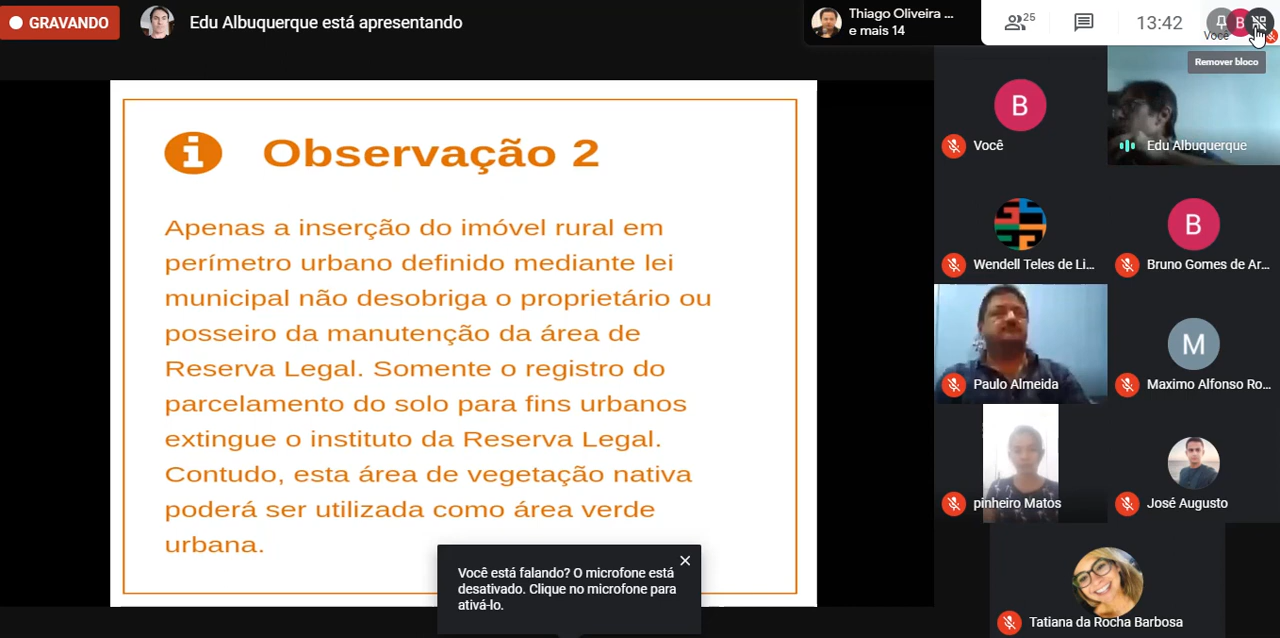 GRAVANDO
Edu Albuquerque está apresentando
Thiago Oliveira ...
e mais 14
25
13:42
B
Você
Remover bloco
B
Você
Edu Albuquerque
Wendell Teles de Li...
B
Bruno Gomes de Ar...
Paulo Almeida
M
Maximo Alfonso Ro...
pinheiro Matos
José Augusto
Tatiana da Rocha Barbosa
i Observação 2
Apenas a inserção do imóvel rural em
perímetro urbano definido mediante lei
municipal não desobriga o proprietário ou
posseiro da manutenção da área de
Reserva Legal. Somente o registro do
parcelamento do solo para fins urbanos
extingue o instituto da Reserva Legal.
Contudo, esta área de vegetação nativa
poderá ser utilizada como área verde
urbana.
Você está falando? O microfone está
desativado. Clique no microfone para
ativá-lo.